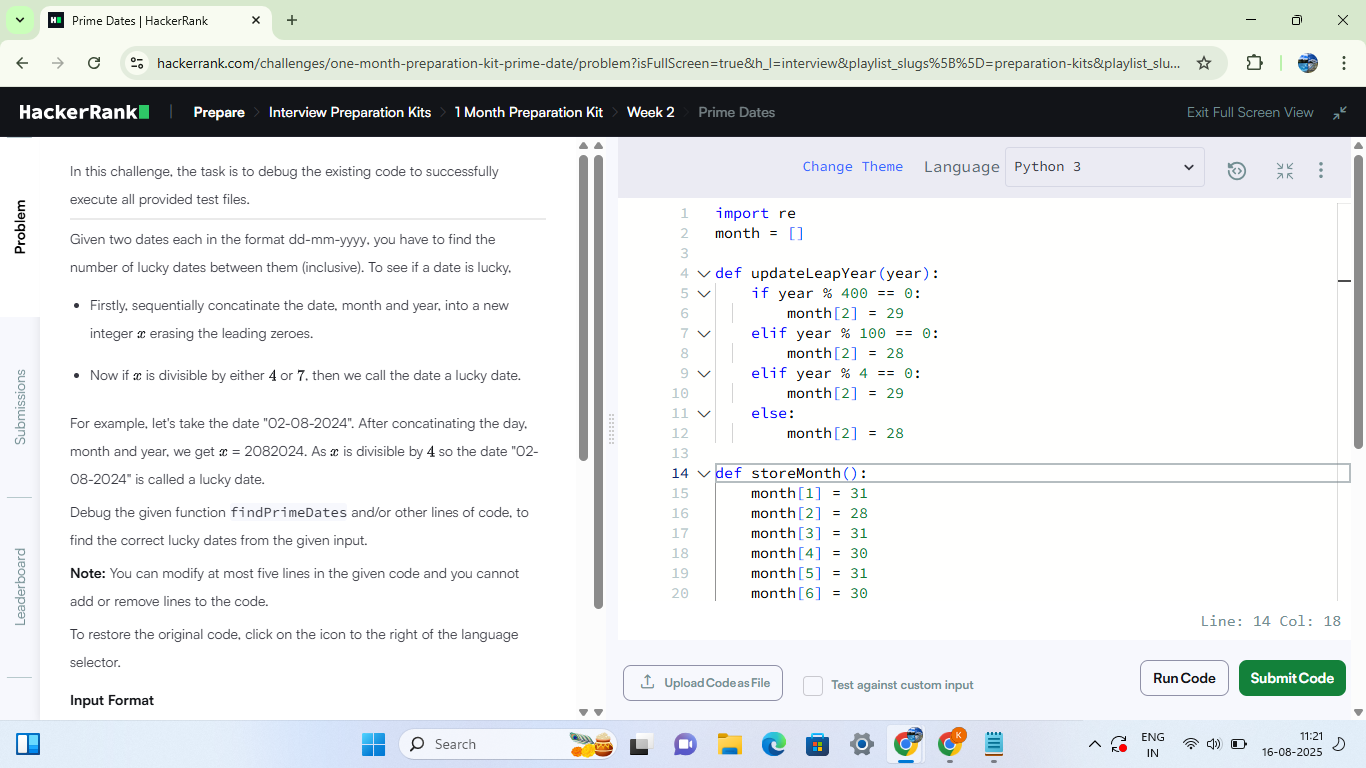 Prime Dates | HackerRank
hackerrank.com/challenges/one-month-preparation-kit-prime-date/problem?isFullScreen=true&h_l=interview&playlist_slugs%5B%5D=preparation-kits&playlist_slu...
HackerRank
Prepare
Interview Preparation Kits
1 Month Preparation Kit
Week 2
Prime Dates
Exit Full Screen View
Problem
Submissions
Leaderboard
In this challenge, the task is to debug the existing code to successfully
execute all provided test files.
Given two dates each in the format dd-mm-yyyy, you have to find the
number of lucky dates between them (inclusive). To see if a date is lucky,
• Firstly, sequentially concatinate the date, month and year, into a new
integer x erasing the leading zeroes.
• Now if x is divisible by either 4 or 7, then we call the date a lucky date.
For example, let's take the date "02-08-2024". After concatinating the day,
month and year, we get x = 2082024. As x is divisible by 4 so the date "02-
08-2024" is called a lucky date.
Debug the given function findPrimeDates and/or other lines of code, to
find the correct lucky dates from the given input.
Note: You can modify at most five lines in the given code and you cannot
add or remove lines to the code.
To restore the original code, click on the icon to the right of the language
selector.
Input Format
Change Theme
Language
Python 3
1 import re
2 month = []
3
4 def updateLeapYear(year):
5 if year % 400 == 0:
6 month[2] = 29
7 elif year % 100 == 0:
8 month[2] = 28
9 elif year % 4 == 0:
10 month[2] = 29
11 else:
12 month[2] = 28
13
14 def storeMonth():
15 month[1] = 31
16 month[2] = 28
17 month[3] = 31
18 month[4] = 30
19 month[5] = 31
20 month[6] = 30
Line: 14 Col: 18
Upload Code as File
Test against custom input
Run Code
Submit Code
Search
K
ENG
IN
11:21
16-08-2025